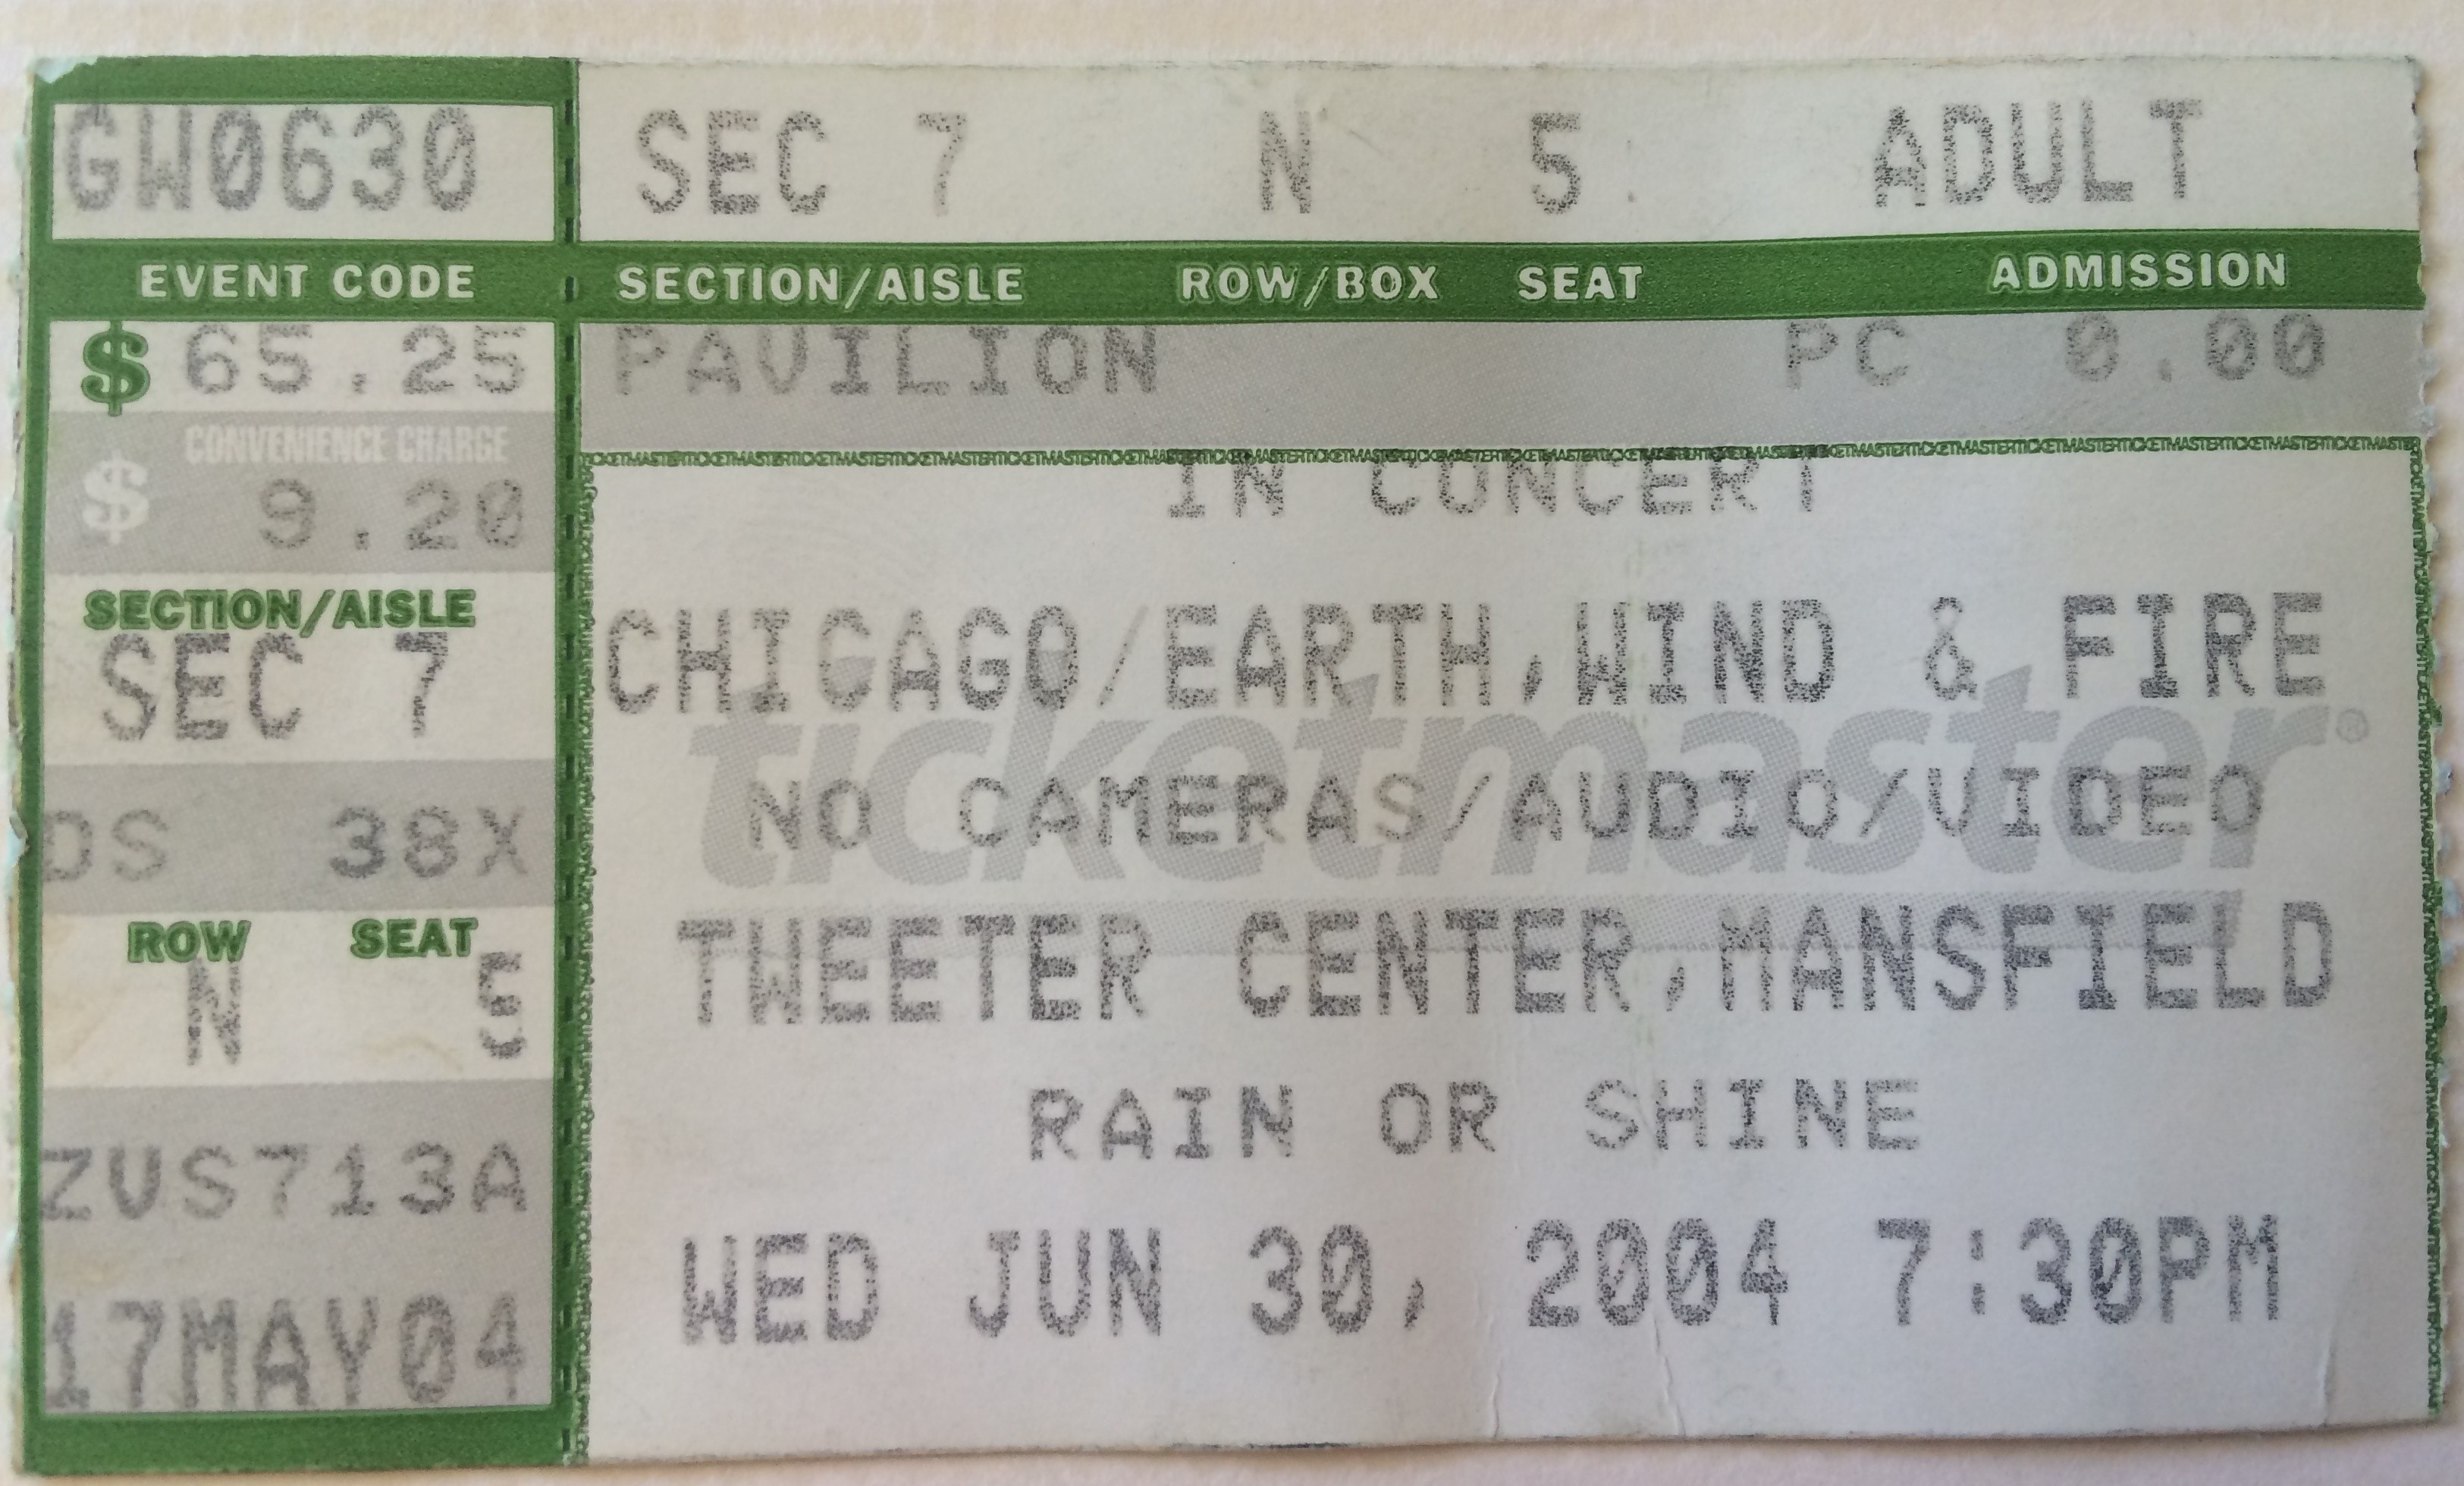 GW0630
EVENT CODE
$ 65.25
CONVENIENCE CHARGE
$ 9.20
SECTION/AISLE
SEC 7
DS 38X
ROW SEAT
N 5
ZVS713A
17MAY04
SEC 7 N 5 ADULT
SECTION/AISLE ROW/BOX SEAT ADMISSION
PAVILION PC 0.00
IN CONCERT
CHICAGO/EARTH,WIND & FIRE
ticketmaster®
NO CAMERAS/AUDIO/VIDEO
TWEETER CENTER,MANSFIELD
RAIN OR SHINE
WED JUN 30, 2004 7:30PM